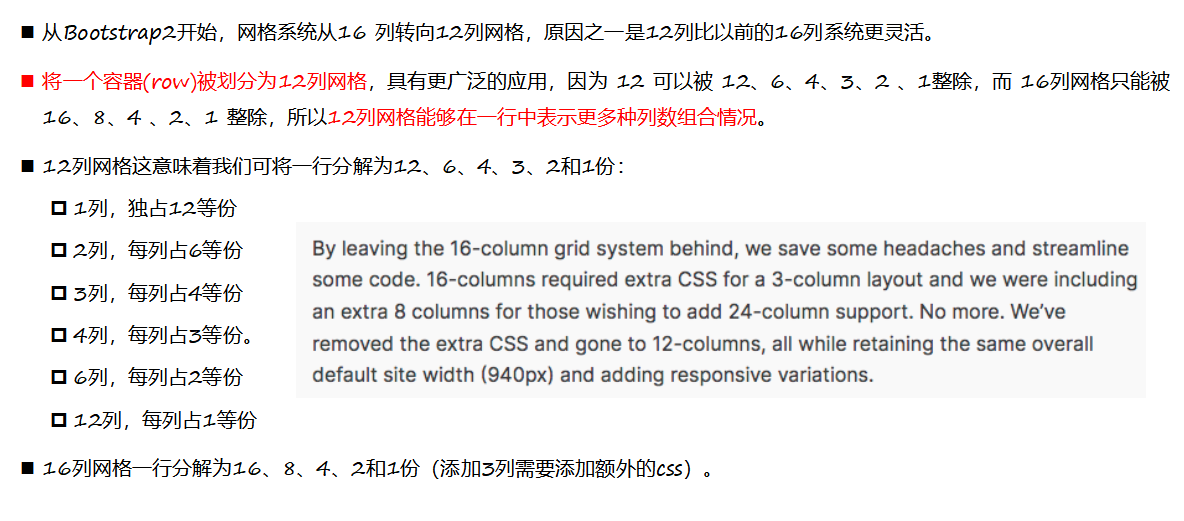 从Bootstrap2开始，网格系统从16 列转向12列网格，原因之一是12列比以前的16列系统更灵活。
将一个容器(row)被划分为12列网格，具有更广泛的应用，因为 12 可以被 12、6、4、3、2 、1整除，而 16列网格只能被
16、8、4 、2、1 整除，所以12列网格能够在一行中表示更多种列数组合情况。
12列网格这意味着我们可将一行分解为12、6、4、3、2和1份：
1列，独占12等份
2列，每列占6等份
3列，每列占4等份
4列，每列占3等份。
6列，每列占2等份
12列，每列占1等份
By leaving the 16-column grid system behind, we save some headaches and streamline
some code. 16-columns required extra CSS for a 3-column layout and we were including
an extra 8 columns for those wishing to add 24-column support. No more. We’ve
removed the extra CSS and gone to 12-columns, all while retaining the same overall
default site width (940px) and adding responsive variations.
16列网格一行分解为16、8、4、2和1份（添加3列需要添加额外的css）。